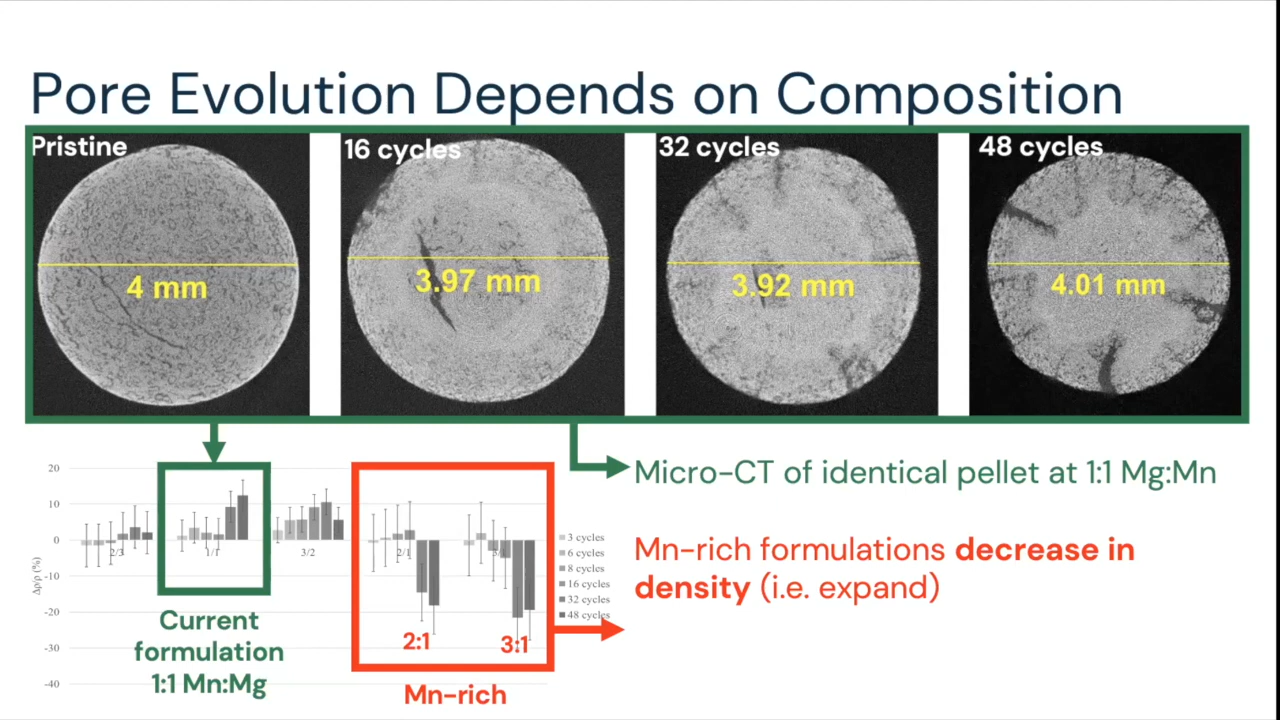 Pore Evolution Depends on Composition
Pristine
16 cycles
32 cycles
48 cycles
4 mm
3.97 mm
3.92 mm
4.01 mm
Micro-CT of identical pellet at 1:1 Mg:Mn
Mn-rich formulations decrease in
density (i.e. expand)
20
10
0
-10
-20
-30
-40
Δρ/ρ (%)
2/3
1/1
3/2
2/1
3/1
3 cycles
6 cycles
8 cycles
16 cycles
32 cycles
48 cycles
2:1
3:1
Current
formulation
1:1 Mn:Mg
Mn-rich